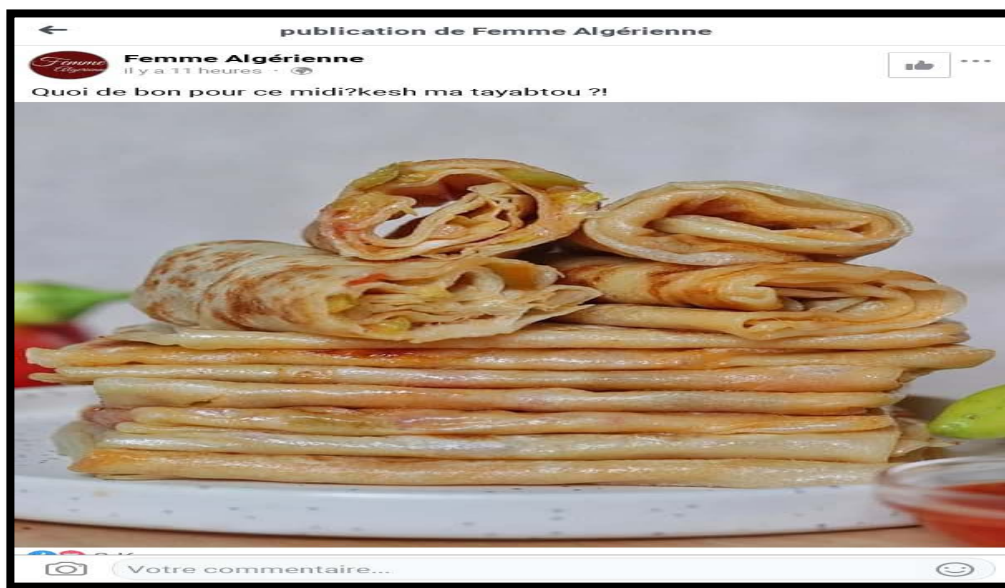 publication de Femme Algérienne
Femme Algérienne
il y a 11 heures
Quoi de bon pour ce midi?kesh ma tayabtou ?!
Votre commentaire...